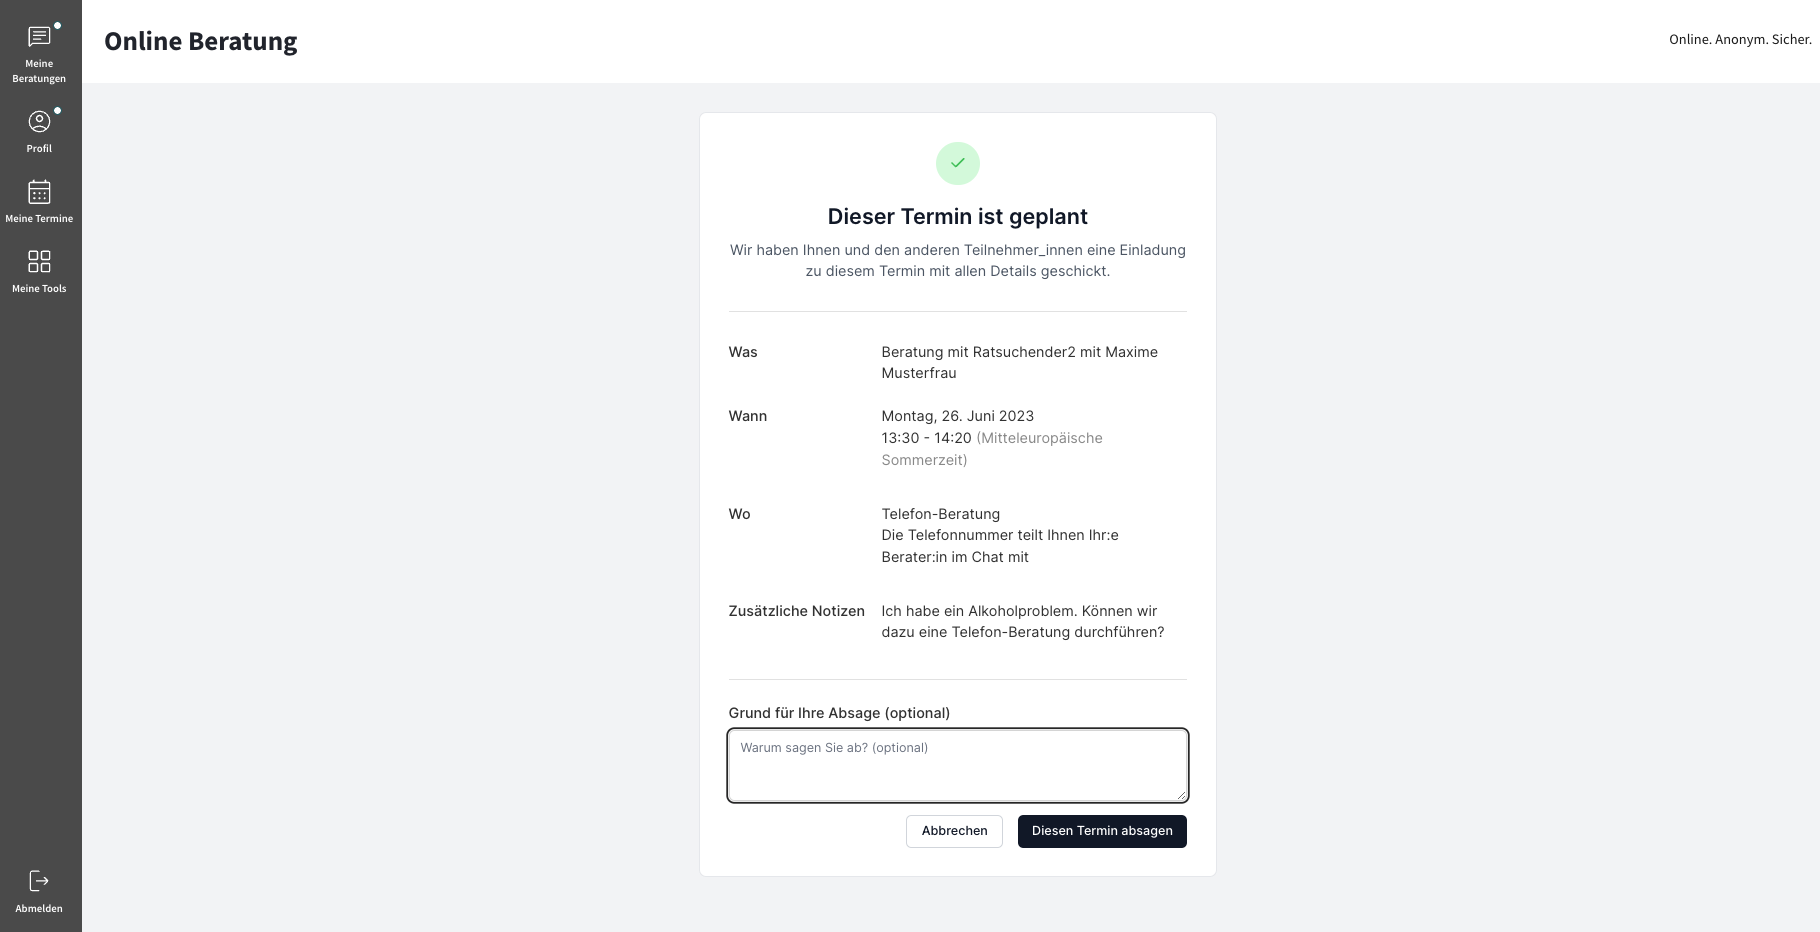 Meine
Beratungen
Profil
Meine Termine
Meine Tools
Abmelden
Online Beratung
Online. Anonym. Sicher.
Dieser Termin ist geplant
Wir haben Ihnen und den anderen Teilnehmer_innen eine Einladung
zu diesem Termin mit allen Details geschickt.
Was
Beratung mit Ratsuchender2 mit Maxime
Musterfrau
Wann
Montag, 26. Juni 2023
13:30 - 14:20 (Mitteleuropäische
Sommerzeit)
Wo
Telefon-Beratung
Die Telefonnummer teilt Ihnen Ihr:e
Berater:in im Chat mit
Zusätzliche Notizen
Ich habe ein Alkoholproblem. Können wir
dazu eine Telefon-Beratung durchführen?
Grund für Ihre Absage (optional)
Warum sagen Sie ab? (optional)
Abbrechen
Diesen Termin absagen